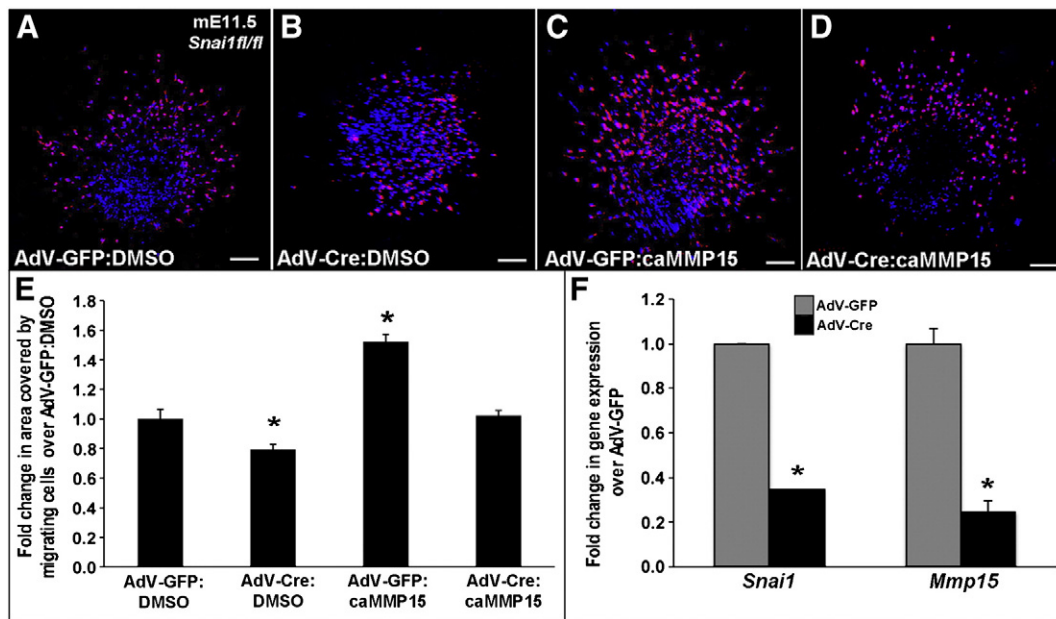 A
mE11.5
Snai1fl/fl
AdV-GFP:DMSO
B
AdV-Cre:DMSO
C
AdV-GFP:caMMP15
D
AdV-Cre:caMMP15
E
Fold change in area covered by
migrating cells over AdV-GFP:DMSO
1.8
1.6
1.4
1.2
1.0
0.8
0.6
0.4
0.2
0.0
*
*
AdV-GFP:
DMSO
AdV-Cre:
DMSO
AdV-GFP:
caMMP15
AdV-Cre:
caMMP15
F
Fold change in gene expression
over AdV-GFP
1.2
1.0
0.8
0.6
0.4
0.2
0.0
AdV-GFP
AdV-Cre
*
*
Snai1
Mmp15